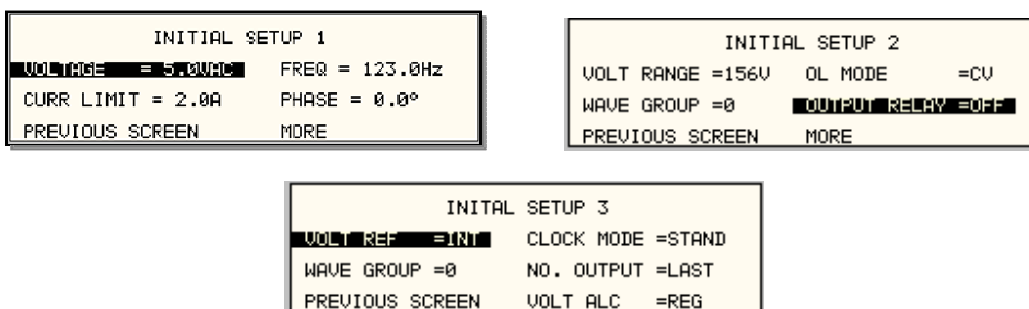 INITIAL SETUP 1
VOLTAGE = 5.0VAC FREQ = 123.0Hz
CURR LIMIT = 2.0A PHASE = 0.0°
PREVIOUS SCREEN MORE
INITIAL SETUP 2
VOLT RANGE =156V OL MODE =CV
WAVE GROUP =0 OUTPUT RELAY =OFF
PREVIOUS SCREEN MORE
INITAL SETUP 3
VOLT REF =INT CLOCK MODE =STAND
WAVE GROUP =0 NO. OUTPUT =LAST
PREVIOUS SCREEN VOLT ALC =REG